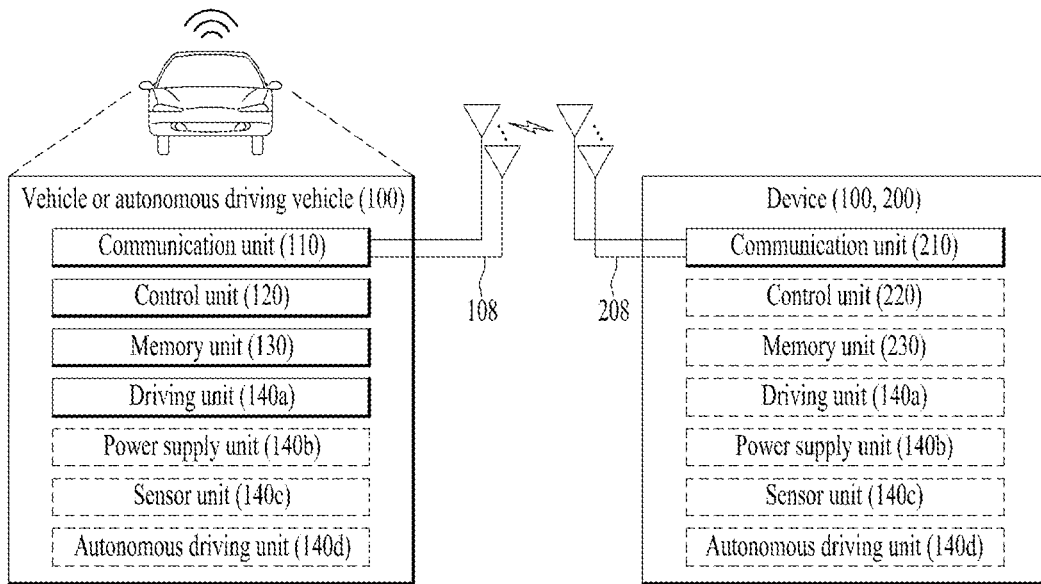 Vehicle or autonomous driving vehicle (100)
Communication unit (110)
Control unit (120)
Memory unit (130)
Driving unit (140a)
Power supply unit (140b)
Sensor unit (140c)
Autonomous driving unit (140d)
108
208
Device (100, 200)
Communication unit (210)
Control unit (220)
Memory unit (230)
Driving unit (140a)
Power supply unit (140b)
Sensor unit (140c)
Autonomous driving unit (140d)